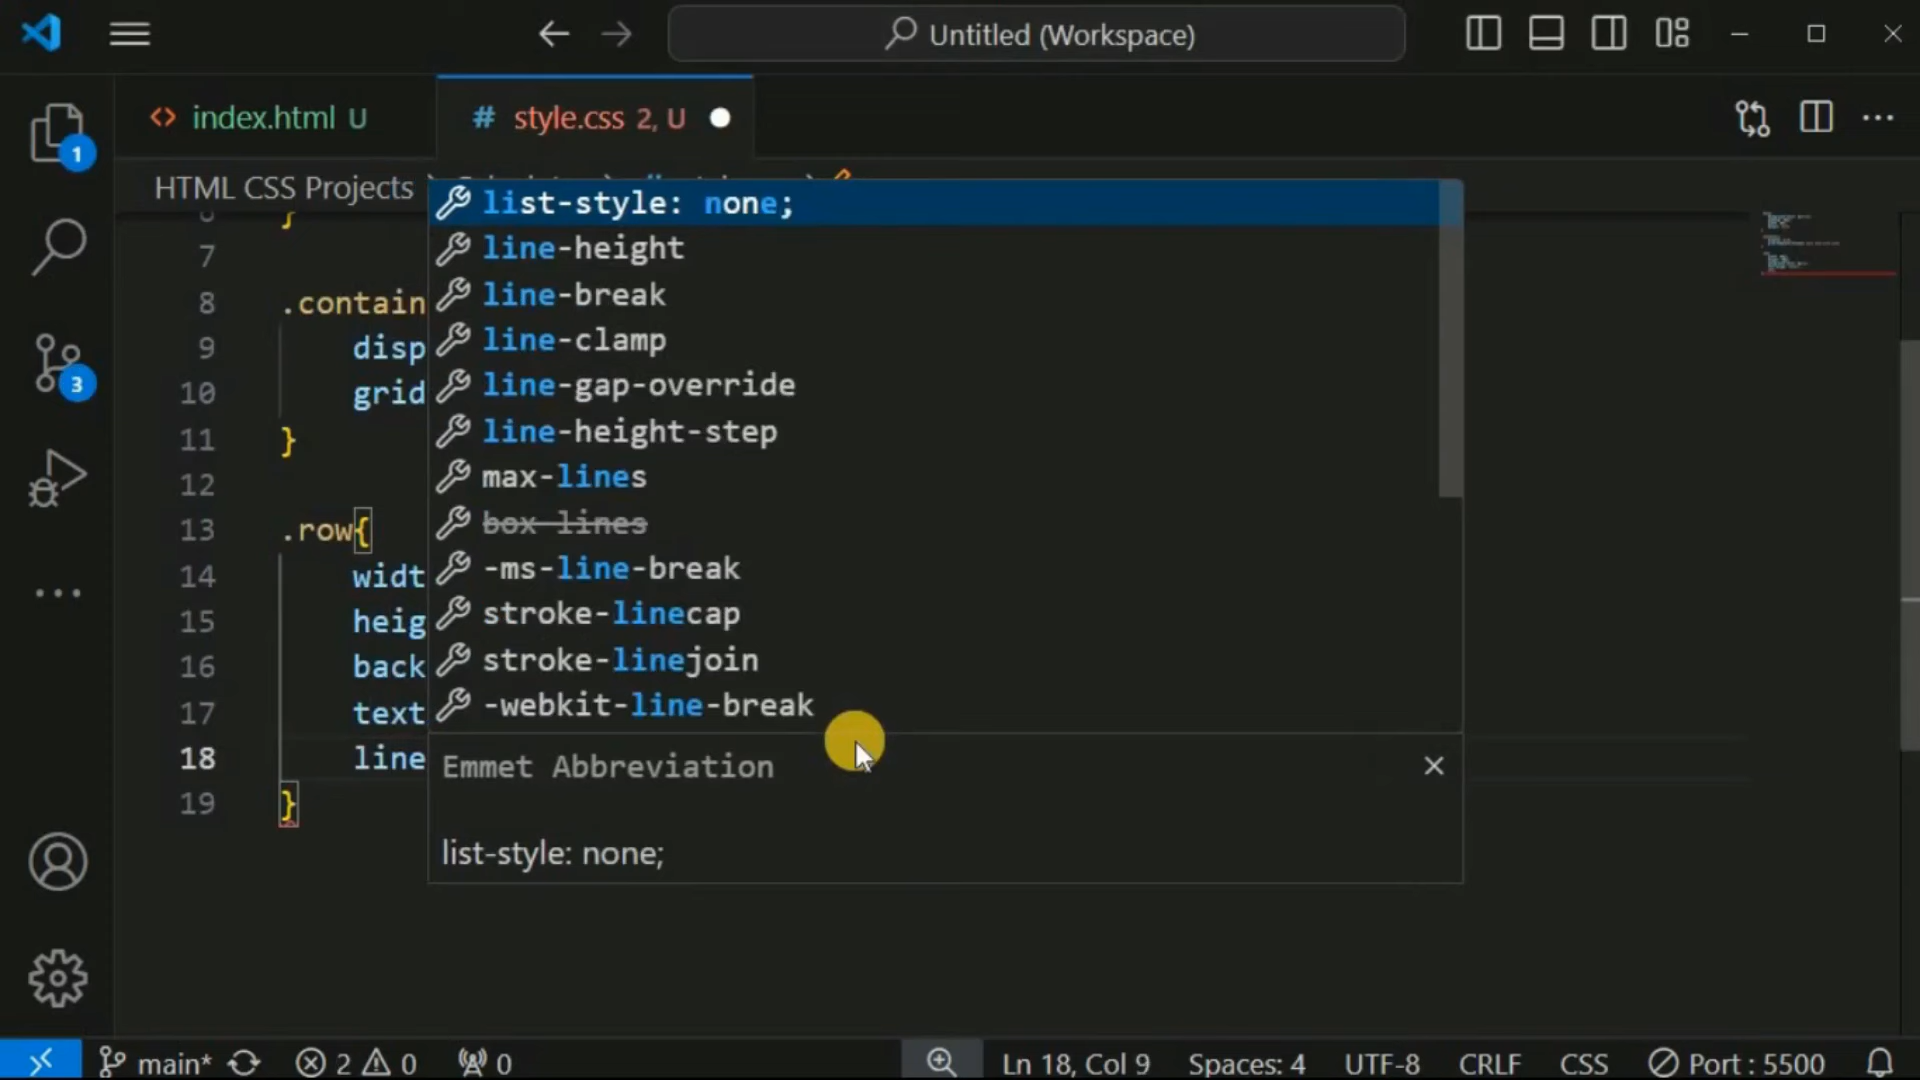 Untitled (Workspace)
index.html U
# style.css 2, U
HTML CSS Projects
1
3
7
8 .contain
9 disp
10 grid
11 }
12
13 .row{
14 widt
15 heig
16 back
17 text
18 line
19 }
list-style: none;
line-height
line-break
line-clamp
line-gap-override
line-height-step
max-lines
box-lines
-ms-line-break
stroke-linecap
stroke-linejoin
-webkit-line-break
Emmet Abbreviation
list-style: none;
main* 2 0 0 Ln 18, Col 9 Spaces: 4 UTF-8 CRLF CSS Port : 5500